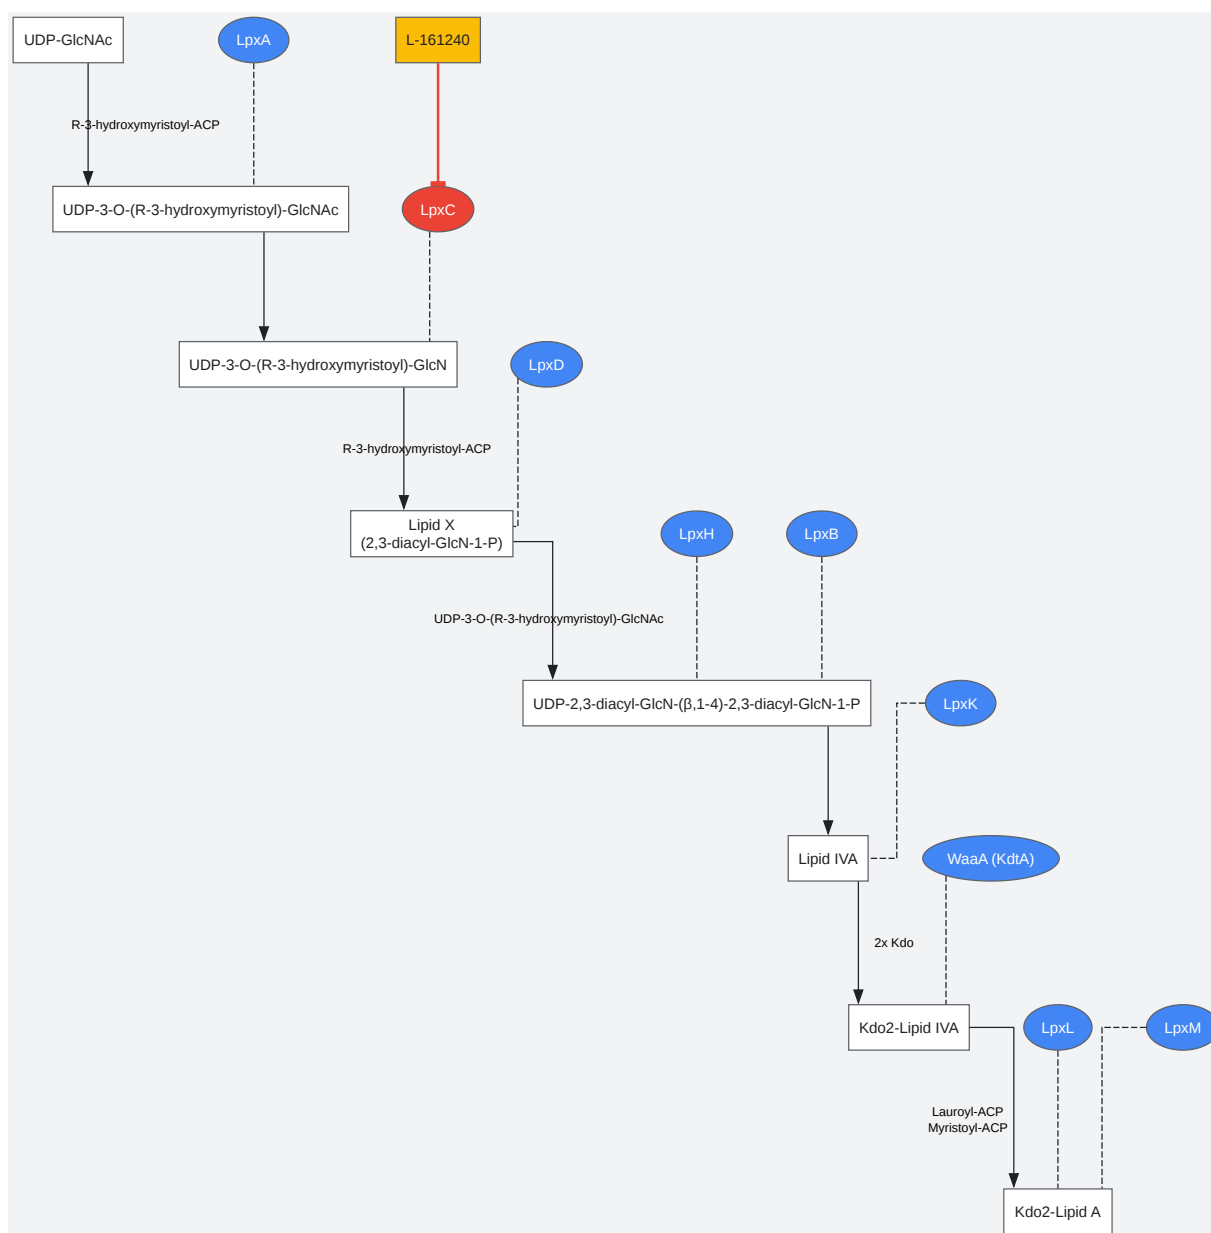 UDP-GlcNAc
LpxA
L-161240
R-3-hydroxymyristoyl-ACP
UDP-3-O-(R-3-hydroxymyristoyl)-GlcNAc
LpxC
UDP-3-O-(R-3-hydroxymyristoyl)-GlcN
LpxD
R-3-hydroxymyristoyl-ACP
Lipid X
(2,3-diacyl-GlcN-1-P)
LpxH
LpxB
UDP-3-O-(R-3-hydroxymyristoyl)-GlcNAc
UDP-2,3-diacyl-GlcN-(β,1-4)-2,3-diacyl-GlcN-1-P
LpxK
Lipid IVA
WaaA (KdtA)
2x Kdo
Kdo2-Lipid IVA
LpxL
LpxM
Lauroyl-ACP
Myristoyl-ACP
Kdo2-Lipid A